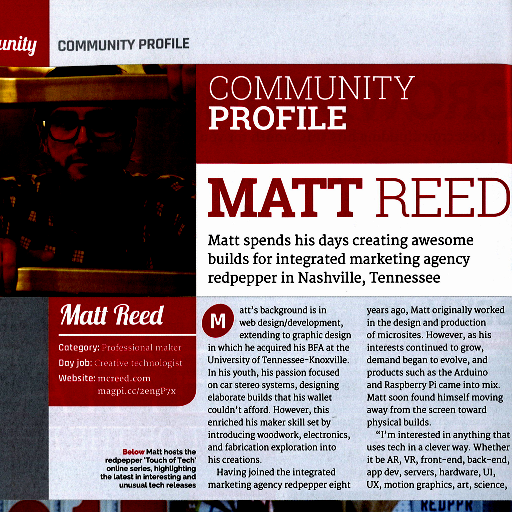 unity
COMMUNITY PROFILE
COMMUNITY
PROFILE
MATT REED
Matt spends his days creating awesome
builds for integrated marketing agency
redpepper in Nashville, Tennessee
Matt Reed
Category: Professional maker
Day job: Creative technologist
Website: mcreed.com
magpi.cc/2engP7x
Below Matt hosts the
redpepper 'Touch of Tech'
online series, highlighting
the latest in interesting and
unusual tech releases
Matt's background is in
web design/development,
extending to graphic design
in which he acquired his BFA at the
University of Tennessee-Knoxville.
In his youth, his passion focused
on car stereo systems, designing
elaborate builds that his wallet
couldn't afford. However, this
enriched his maker skill set by
introducing woodwork, electronics,
and fabrication exploration into
his creations.
Having joined the integrated
marketing agency redpepper eight
years ago, Matt originally worked
in the design and production
of microsites. However, as his
interests continued to grow,
demand began to evolve, and
products such as the Arduino
and Raspberry Pi came into mix.
Matt soon found himself moving
away from the screen toward
physical builds.
"I'm interested in anything that
uses tech in a clever way. Whether
it be AR, VR, front-end, back-end,
app dev, servers, hardware, UI,
UX, motion graphics, art, science,